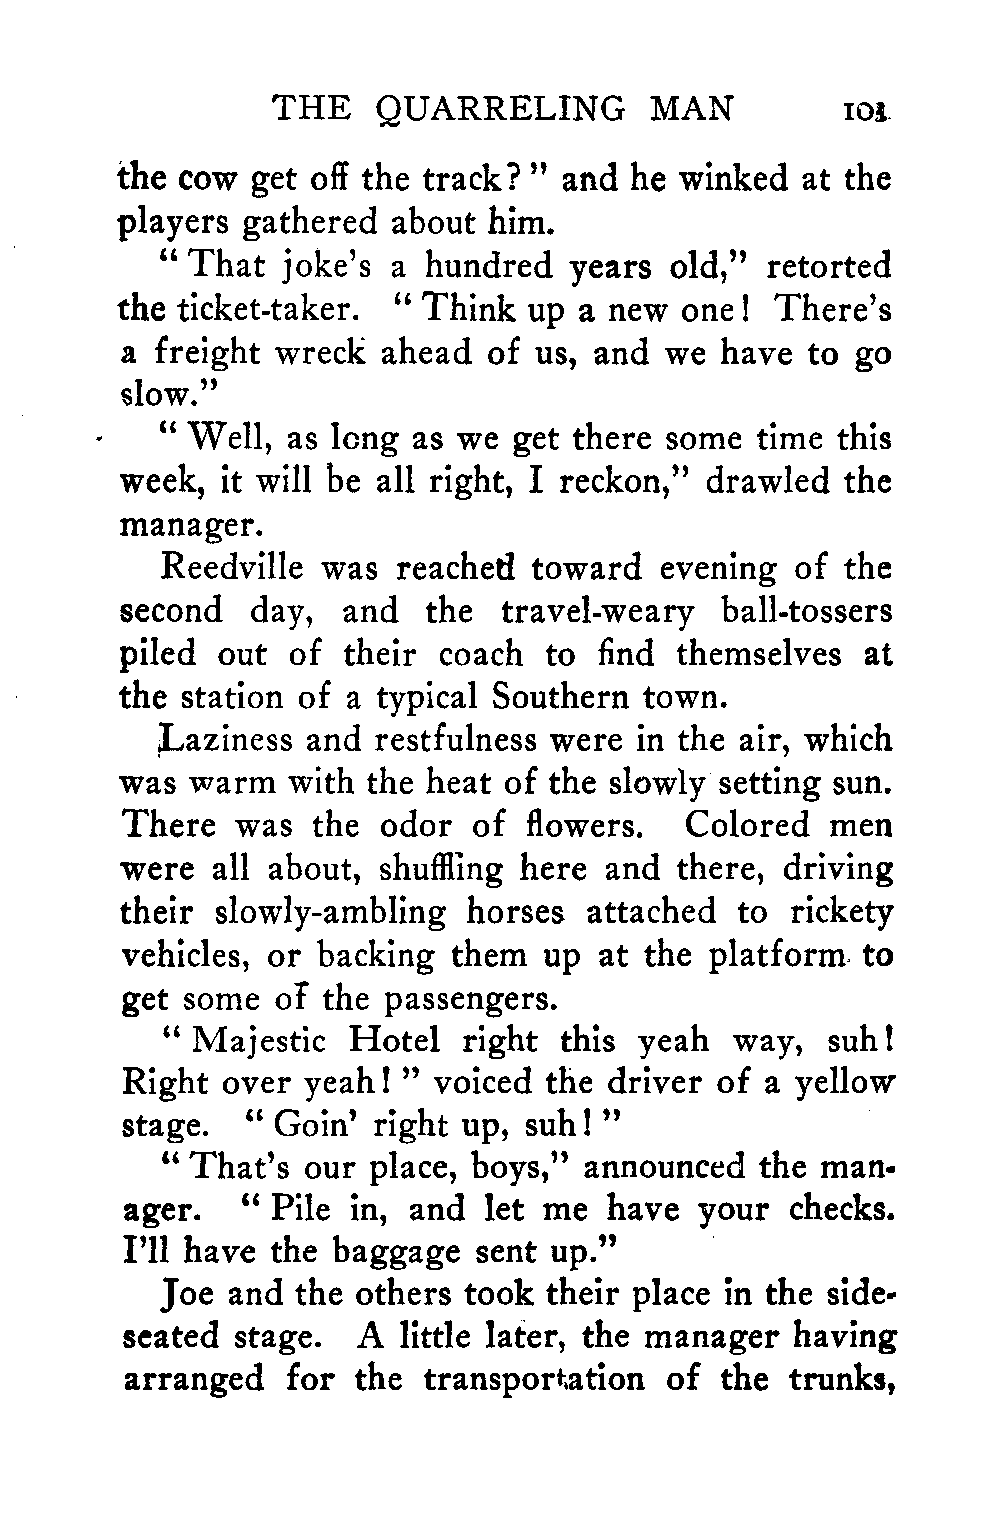 THE QUARRELING MAN 101
the cow get off the track?" and he winked at the
players gathered about him.
"That joke's a hundred years old," retorted
the ticket-taker. "Think up a new one! There's
a freight wreck ahead of us, and we have to go
slow."
"Well, as long as we get there some time this
week, it will be all right, I reckon," drawled the
manager.
Reedville was reached toward evening of the
second day, and the travel-weary ball-tossers
piled out of their coach to find themselves at
the station of a typical Southern town.
Laziness and restfulness were in the air, which
was warm with the heat of the slowly setting sun.
There was the odor of flowers. Colored men
were all about, shuffling here and there, driving
their slowly-ambling horses attached to rickety
vehicles, or backing them up at the platform to
get some of the passengers.
"Majestic Hotel right this yeah way, suh!
Right over yeah!" voiced the driver of a yellow
stage. "Goin' right up, suh!"
"That's our place, boys," announced the man-
ager. "Pile in, and let me have your checks.
I'll have the baggage sent up."
Joe and the others took their place in the side-
seated stage. A little later, the manager having
arranged for the transportation of the trunks,